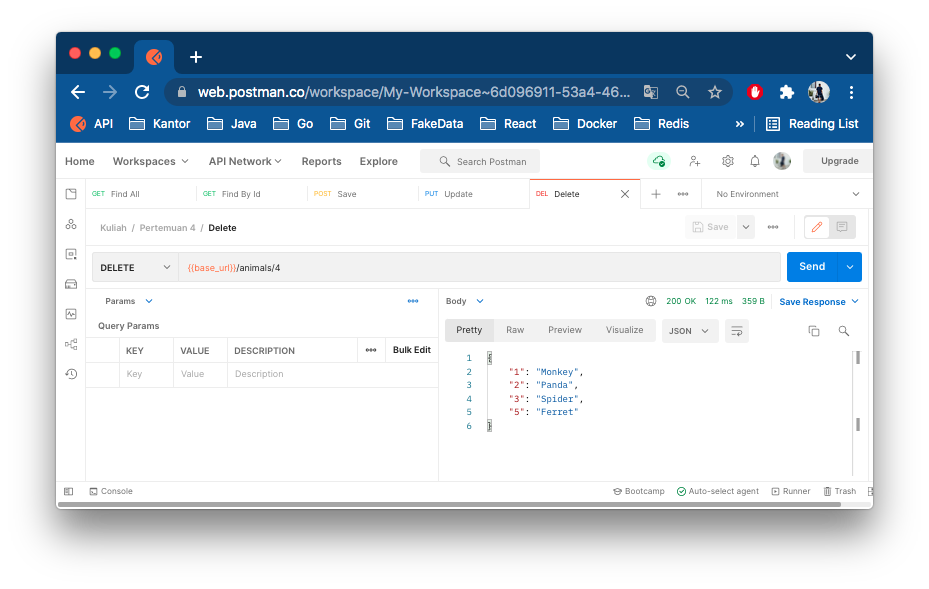 web.postman.co/workspace/My-Workspace~6d096911-53a4-46...
API Kantor Java Go Git FakeData React Docker Redis » Reading List
Home Workspaces API Network Reports Explore Search Postman Upgrade
GET Find All GET Find By Id POST Save PUT Update DEL Delete No Environment
Kuliah / Pertemuan 4 / Delete Save
DELETE {{base_url}}/animals/4 Send
Params Body 200 OK 122 ms 359 B Save Response
Query Params Pretty Raw Preview Visualize JSON
KEY VALUE DESCRIPTION Bulk Edit
Key Value Description
1 {
2 "1": "Monkey",
3 "2": "Panda",
4 "3": "Spider",
5 "5": "Ferret"
6 }
Console Bootcamp Auto-select agent Runner Trash